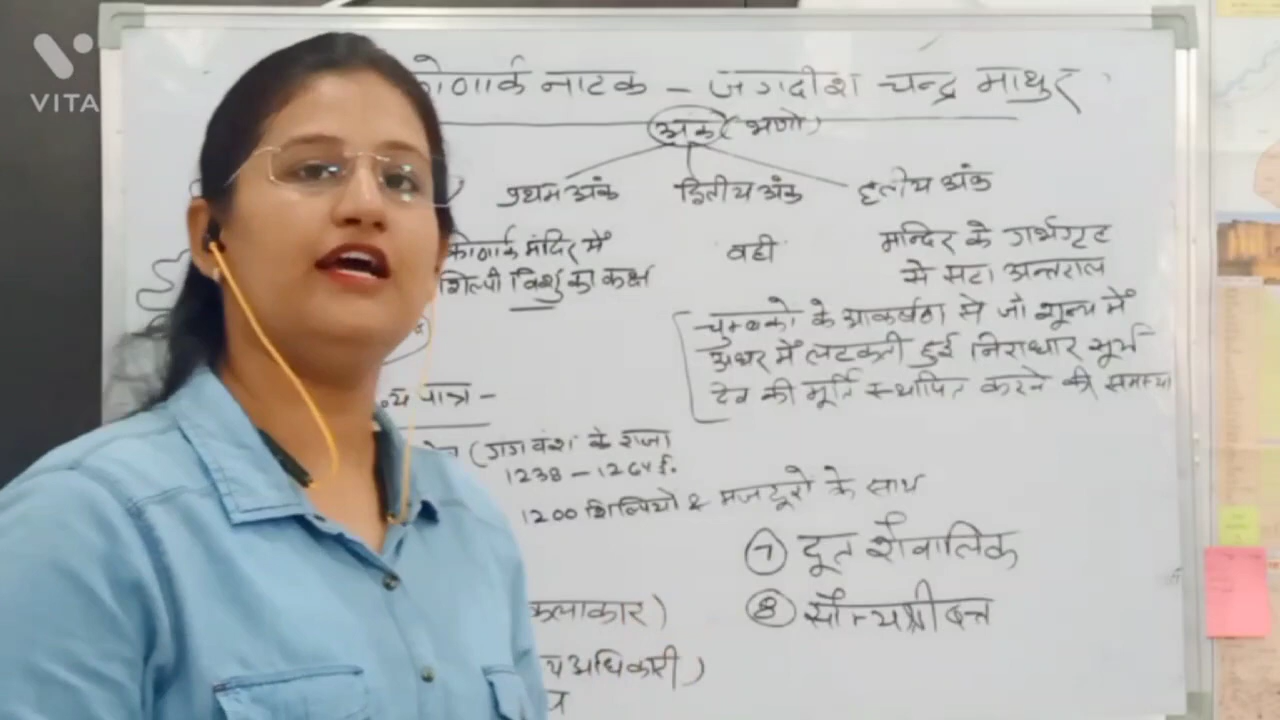 VITA
कोणार्क नाटक - जगदीश चन्द्र माथुर
अंक
प्रथम अंक द्वितीय अंक तृतीय अंक
कोणार्क मंदिर में
शिल्पी विशु का कक्ष
वही
मन्दिर के गर्भगृह
से सटा अन्तराल
चुम्बको के आकर्षण से जो शून्य में
अधर में लटकती हुई निराधार सूर्य
देव की मूर्ति स्थापित करने की समस्या
पात्र -
(गंगवंश के राजा
1238 - 1264 ई.
1200 शिल्पियो & मजदूरो के साथ
7 दूत शैवालिक
8 सौम्यश्रीदत्त
कलाकार)
अधिकारी)